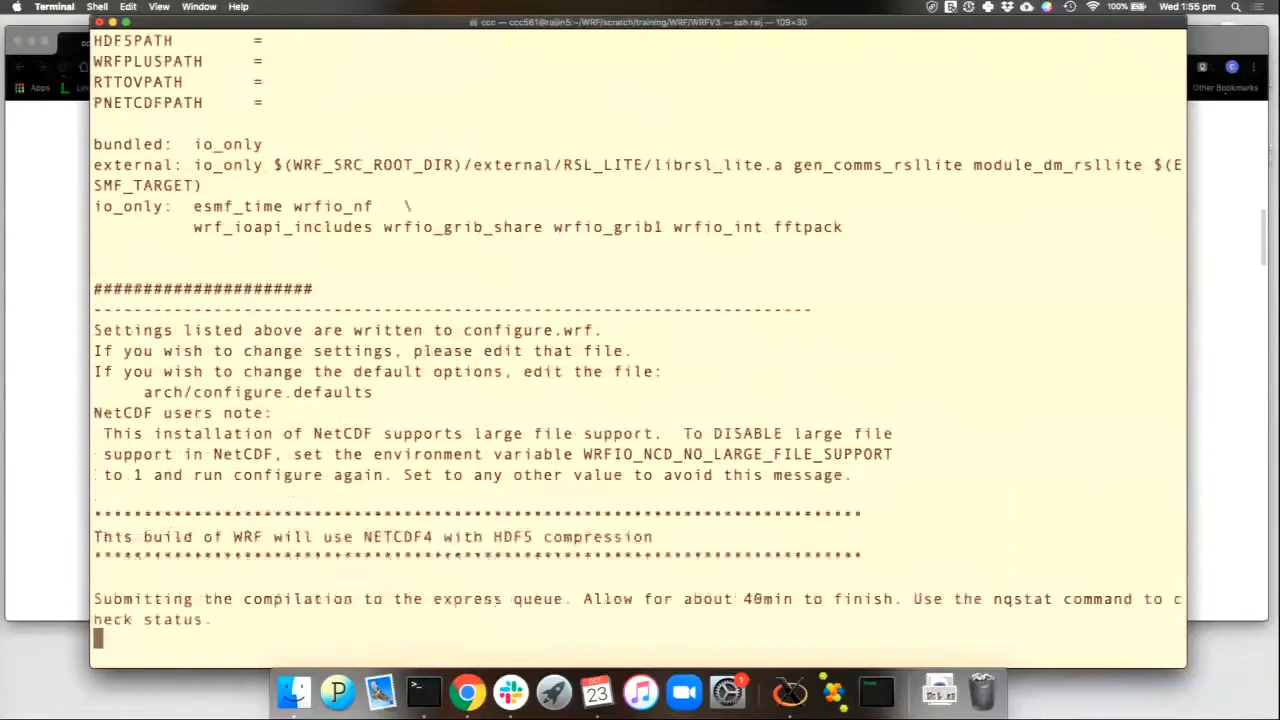 Terminal Shell Edit View Window Help
100% Wed 1:55pm
ccc — ccc561@raijin5:~/WRF/scratch/training/WRF/WRFV3 — ssh raij — 109×30
Apps
Other Bookmarks
HDF5PATH =
WRFPLUSPATH =
RTTOVPATH =
PNETCDFPATH =
bundled: io_only
external: io_only $(WRF_SRC_ROOT_DIR)/external/RSL_LITE/librsl_lite.a gen_comms_rsllite module_dm_rsllite $(E
SMF_TARGET)
io_only: esmf_time wrfio_nf \
wrf_ioapi_includes wrfio_grib_share wrfio_grib1 wrfio_int fftpack
######################
------------------------------------------------------------------------
Settings listed above are written to configure.wrf.
If you wish to change settings, please edit that file.
If you wish to change the default options, edit the file:
arch/configure.defaults
NetCDF users note:
This installation of NetCDF supports large file support. To DISABLE large file
support in NetCDF, set the environment variable WRFIO_NCD_NO_LARGE_FILE_SUPPORT
to 1 and run configure again. Set to any other value to avoid this message.
*****************************************************************************
This build of WRF will use NETCDF4 with HDF5 compression
*****************************************************************************
Submitting the compilation to the express queue. Allow for about 40min to finish. Use the nqstat command to c
heck status.
OCT
23
1